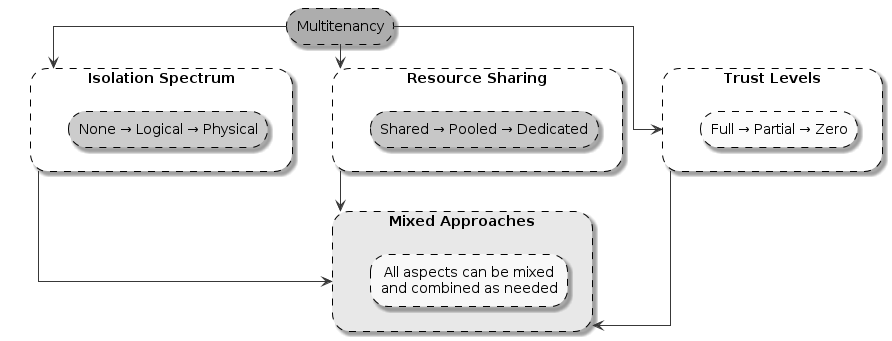 Multitenancy
Isolation Spectrum
None → Logical → Physical
Resource Sharing
Shared → Pooled → Dedicated
Trust Levels
Full → Partial → Zero
Mixed Approaches
All aspects can be mixed
and combined as needed